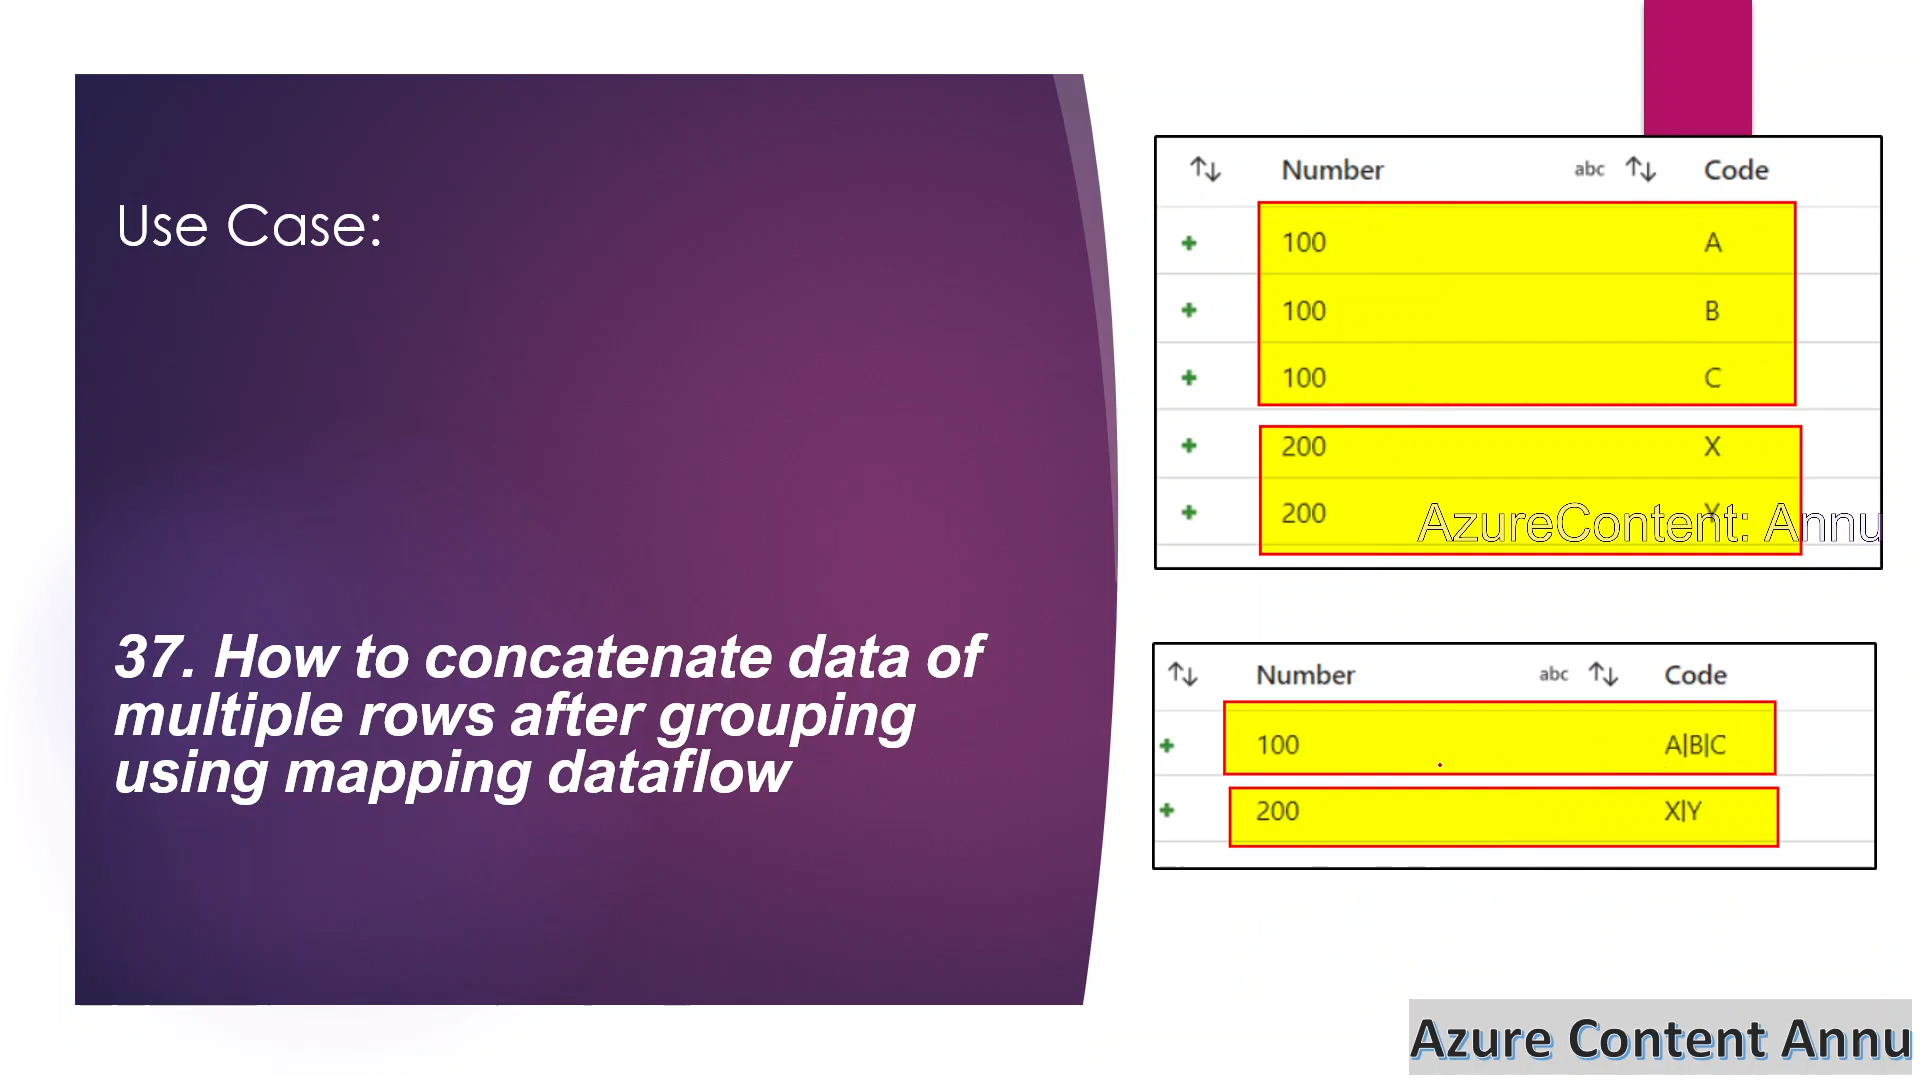 Use Case:
37. How to concatenate data of
multiple rows after grouping
using mapping dataflow
Number abc Code
100 A
100 B
100 C
200 X
200 Y
AzureContent: Annu
Number abc Code
100 A|B|C
200 X|Y
Azure Content Annu